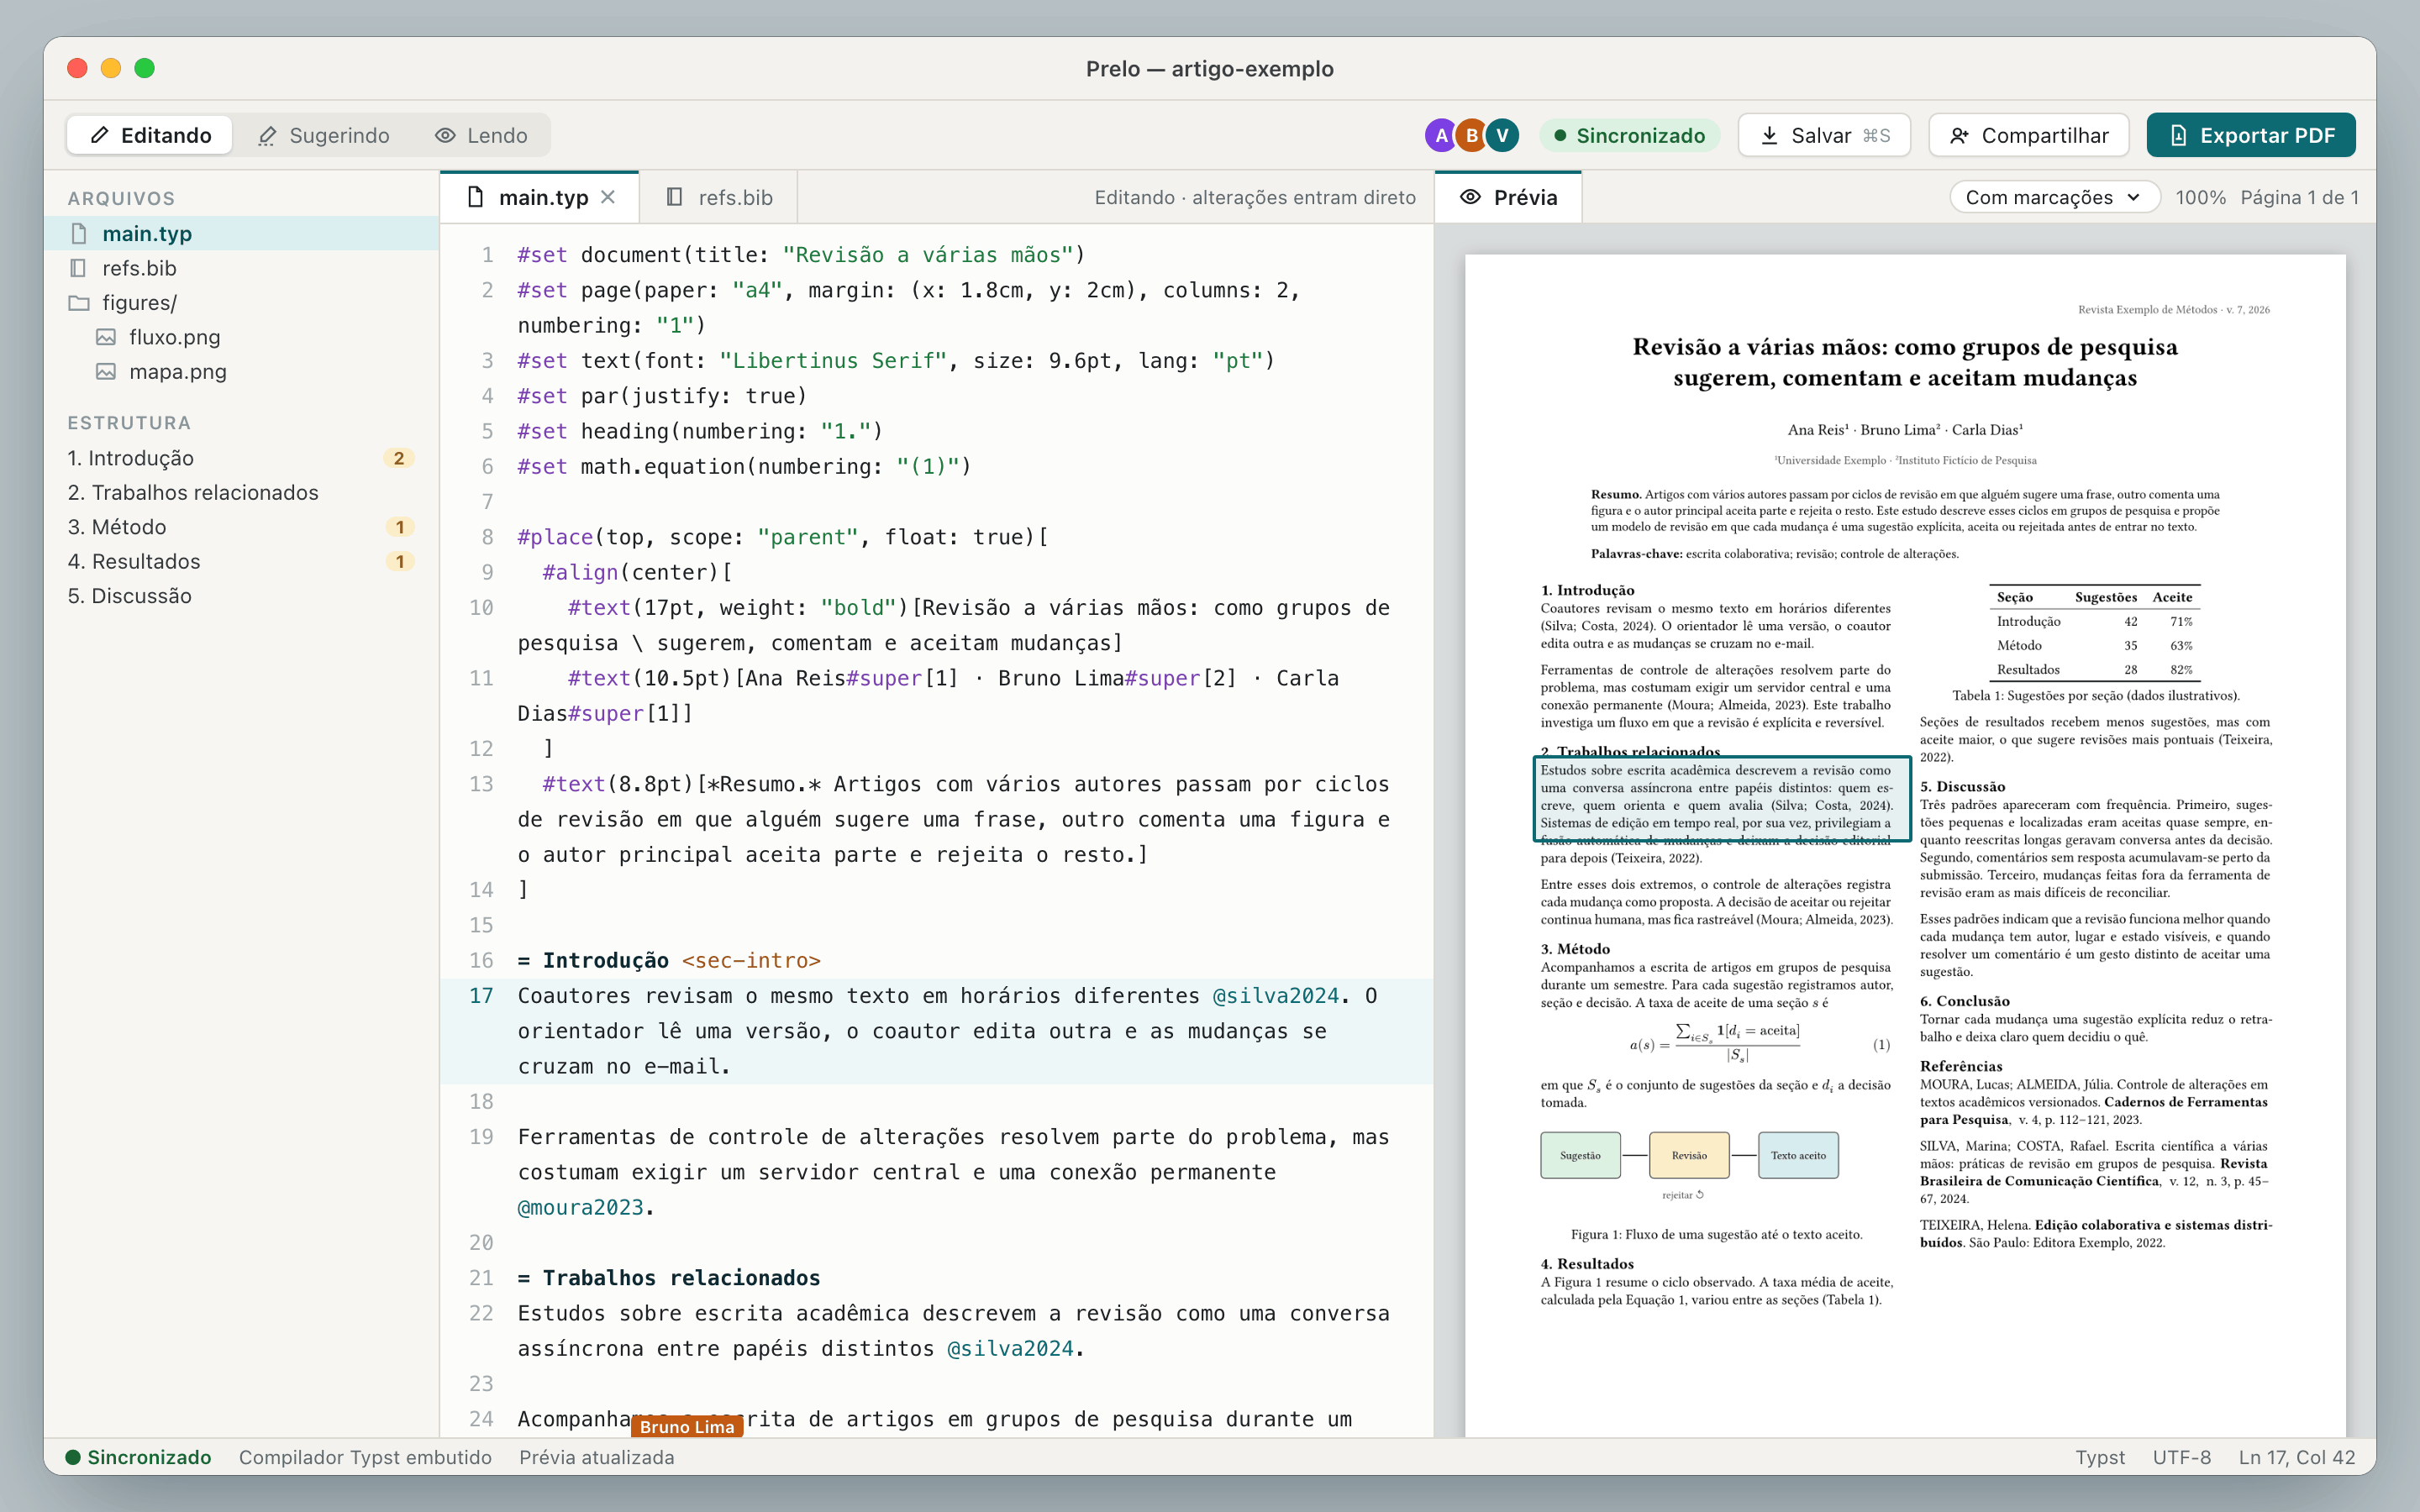 Prelo — artigo-exemplo
Editando
Sugerindo
Lendo
A
B
V
Sincronizado
Salvar ⌘S
Compartilhar
Exportar PDF
ARQUIVOS
main.typ
refs.bib
figures/
fluxo.png
mapa.png
ESTRUTURA
1. Introdução 2
2. Trabalhos relacionados
3. Método 1
4. Resultados 1
5. Discussão
main.typ
refs.bib
Editando · alterações entram direto
1 #set document(title: "Revisão a várias mãos")
2 #set page(paper: "a4", margin: (x: 1.8cm, y: 2cm), columns: 2,
numbering: "1")
3 #set text(font: "Libertinus Serif", size: 9.6pt, lang: "pt")
4 #set par(justify: true)
5 #set heading(numbering: "1.")
6 #set math.equation(numbering: "(1)")
7
8 #place(top, scope: "parent", float: true)[
9 #align(center)[
10 #text(17pt, weight: "bold")[Revisão a várias mãos: como grupos de
pesquisa \ sugerem, comentam e aceitam mudanças]
11 #text(10.5pt)[Ana Reis#super[1] · Bruno Lima#super[2] · Carla
Dias#super[1]]
12 ]
13 #text(8.8pt)[*Resumo.* Artigos com vários autores passam por ciclos
de revisão em que alguém sugere uma frase, outro comenta uma figura e
o autor principal aceita parte e rejeita o resto.]
14 ]
15
16 = Introdução <sec-intro>
17 Coautores revisam o mesmo texto em horários diferentes @silva2024. O
orientador lê uma versão, o coautor edita outra e as mudanças se
cruzam no e-mail.
18
19 Ferramentas de controle de alterações resolvem parte do problema, mas
costumam exigir um servidor central e uma conexão permanente
@moura2023.
20
21 = Trabalhos relacionados
22 Estudos sobre escrita acadêmica descrevem a revisão como uma conversa
assíncrona entre papéis distintos @silva2024.
23
24 Acompanhamos a escrita de artigos em grupos de pesquisa durante um
Bruno Lima
Prévia
Com marcações
100%
Página 1 de 1
Revista Exemplo de Métodos · v. 7, 2026
Revisão a várias mãos: como grupos de pesquisa
sugerem, comentam e aceitam mudanças
Ana Reis¹ · Bruno Lima² · Carla Dias¹
¹Universidade Exemplo · ²Instituto Fictício de Pesquisa
Resumo. Artigos com vários autores passam por ciclos de revisão em que alguém sugere uma frase, outro comenta uma
figura e o autor principal aceita parte e rejeita o resto. Este estudo descreve esses ciclos em grupos de pesquisa e propõe
um modelo de revisão em que cada mudança é uma sugestão explícita, aceita ou rejeitada antes de entrar no texto.
Palavras-chave: escrita colaborativa; revisão; controle de alterações.
1. Introdução
Coautores revisam o mesmo texto em horários diferentes
(Silva; Costa, 2024). O orientador lê uma versão, o coautor
edita outra e as mudanças se cruzam no e-mail.
Ferramentas de controle de alterações resolvem parte do
problema, mas costumam exigir um servidor central e uma
conexão permanente (Moura; Almeida, 2023). Este trabalho
investiga um fluxo em que a revisão é explícita e reversível.
2. Trabalhos relacionados
Estudos sobre escrita acadêmica descrevem a revisão como
uma conversa assíncrona entre papéis distintos: quem es-
creve, quem orienta e quem avalia (Silva; Costa, 2024).
Sistemas de edição em tempo real, por sua vez, privilegiam a
fusão automática de mudanças e deixam a decisão editorial
para depois (Teixeira, 2022).
Entre esses dois extremos, o controle de alterações registra
cada mudança como proposta. A decisão de aceitar ou rejeitar
continua humana, mas fica rastreável (Moura; Almeida, 2023).
3. Método
Acompanhamos a escrita de artigos em grupos de pesquisa
durante um semestre. Para cada sugestão registramos autor,
seção e decisão. A taxa de aceite de uma seção s é
a(s) = ∑i∈Ss 1[di = aceita] / |Ss| (1)
em que Ss é o conjunto de sugestões da seção e di a decisão
tomada.
Sugestão
Revisão
Texto aceito
rejeitar ↺
Figura 1: Fluxo de uma sugestão até o texto aceito.
4. Resultados
A Figura 1 resume o ciclo observado. A taxa média de aceite,
calculada pela Equação 1, variou entre as seções (Tabela 1).
Seção Sugestões Aceite
Introdução 42 71%
Método 35 63%
Resultados 28 82%
Tabela 1: Sugestões por seção (dados ilustrativos).
Seções de resultados recebem menos sugestões, mas com
aceite maior, o que sugere revisões mais pontuais (Teixeira,
2022).
5. Discussão
Três padrões apareceram com frequência. Primeiro, suges-
tões pequenas e localizadas eram aceitas quase sempre, en-
quanto reescritas longas geravam conversa antes da decisão.
Segundo, comentários sem resposta acumulavam-se perto da
submissão. Terceiro, mudanças feitas fora da ferramenta de
revisão eram as mais difíceis de reconciliar.
Esses padrões indicam que a revisão funciona melhor quando
cada mudança tem autor, lugar e estado visíveis, e quando
resolver um comentário é um gesto distinto de aceitar uma
sugestão.
6. Conclusão
Tornar cada mudança uma sugestão explícita reduz o retra-
balho e deixa claro quem decidiu o quê.
Referências
MOURA, Lucas; ALMEIDA, Júlia. Controle de alterações em
textos acadêmicos versionados. Cadernos de Ferramentas
para Pesquisa, v. 4, p. 112–121, 2023.
SILVA, Marina; COSTA, Rafael. Escrita científica a várias
mãos: práticas de revisão em grupos de pesquisa. Revista
Brasileira de Comunicação Científica, v. 12, n. 3, p. 45–
67, 2024.
TEIXEIRA, Helena. Edição colaborativa e sistemas distri-
buídos. São Paulo: Editora Exemplo, 2022.
Sincronizado
Compilador Typst embutido
Prévia atualizada
Typst
UTF-8
Ln 17, Col 42